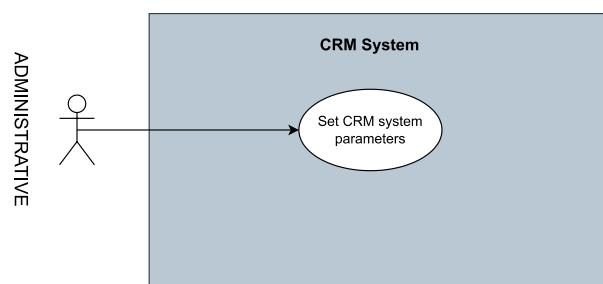 CRM System
ADMINISTRATIVE
Set CRM system
parameters